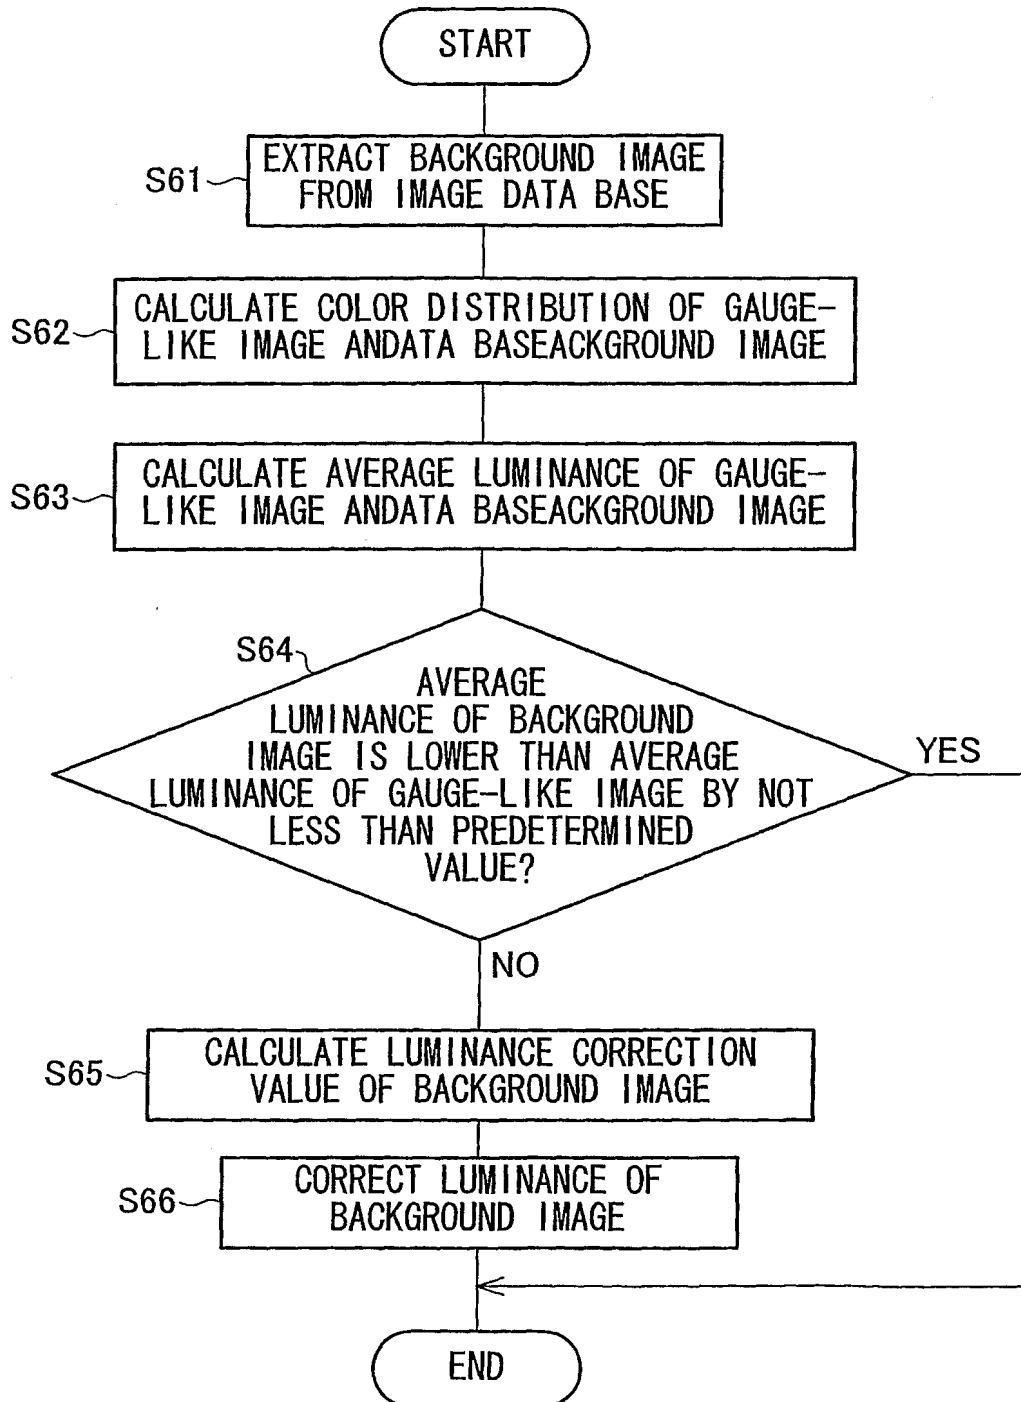 START
S61
EXTRACT BACKGROUND IMAGE
FROM IMAGE DATA BASE
S62
CALCULATE COLOR DISTRIBUTION OF GAUGE-
LIKE IMAGE ANDATA BASEACKGROUND IMAGE
S63
CALCULATE AVERAGE LUMINANCE OF GAUGE-
LIKE IMAGE ANDATA BASEACKGROUND IMAGE
S64
AVERAGE
LUMINANCE OF BACKGROUND
IMAGE IS LOWER THAN AVERAGE
LUMINANCE OF GAUGE-LIKE IMAGE BY NOT
LESS THAN PREDETERMINED
VALUE?
YES
NO
S65
CALCULATE LUMINANCE CORRECTION
VALUE OF BACKGROUND IMAGE
S66
CORRECT LUMINANCE OF
BACKGROUND IMAGE
END